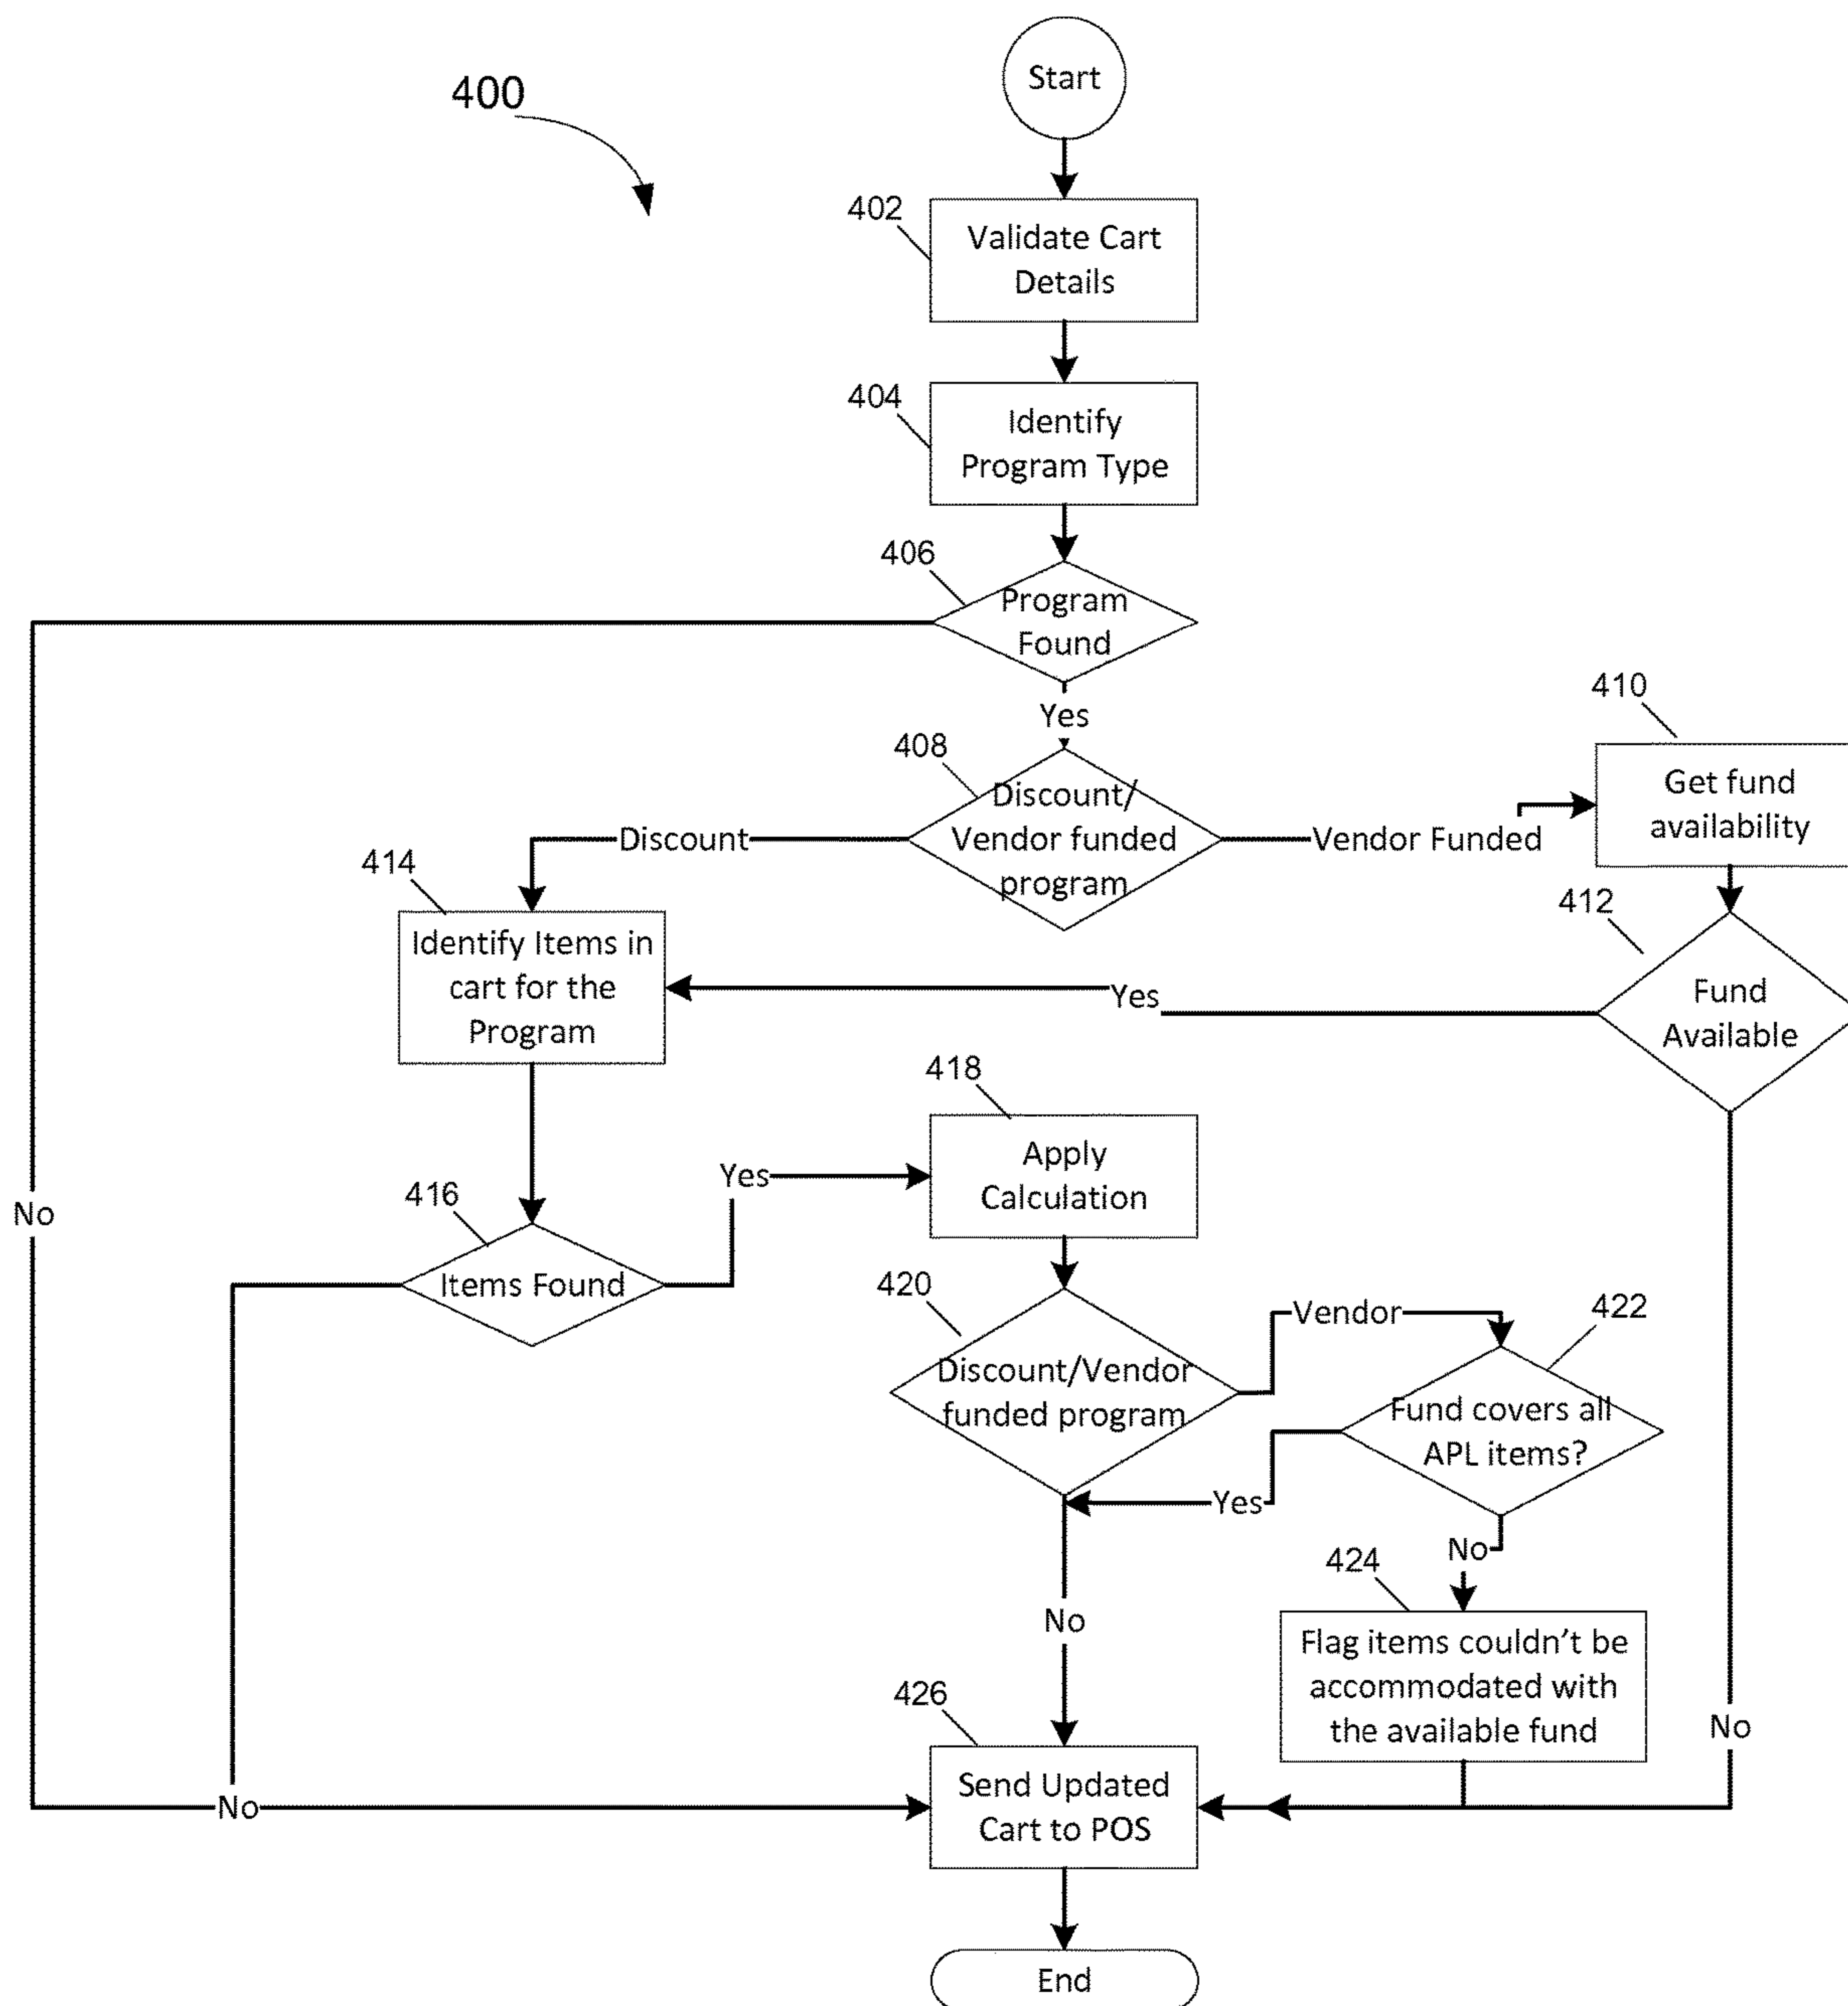 Start
400
402
Validate Cart
Details
404
Identify
Program Type
406
Program
Found
Yes
410
Get fund
availability
408
Discount/
Vendor funded
program
Discount
Vendor Funded
414
Identify Items in
cart for the
Program
412
Fund
Available
Yes
418
Apply
Calculation
Yes
416
Items Found
No
420
Discount/Vendor
funded program
Vendor
422
Fund covers all
APL items?
Yes
No
424
Flag items couldn't be
accommodated with
the available fund
No
No
426
Send Updated
Cart to POS
No
End